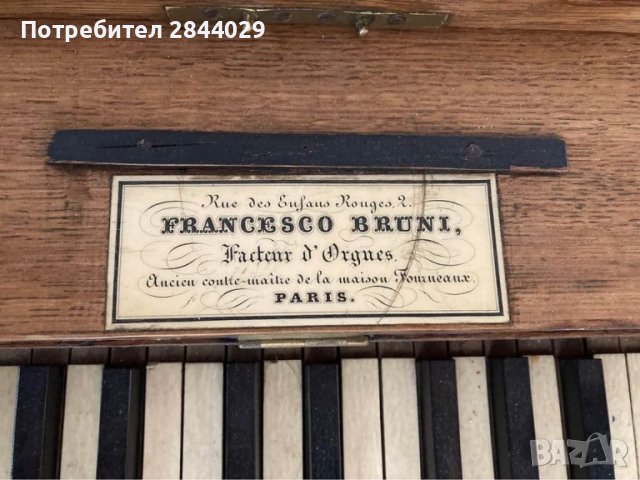 Потребител 2844029
Rue des Enfans Rouges, 2.
FRANCESCO BRUNI,
Facteur d'Orgues,
Ancien contre-maître de la maison Fourneaux,
PARIS.
BAZAR